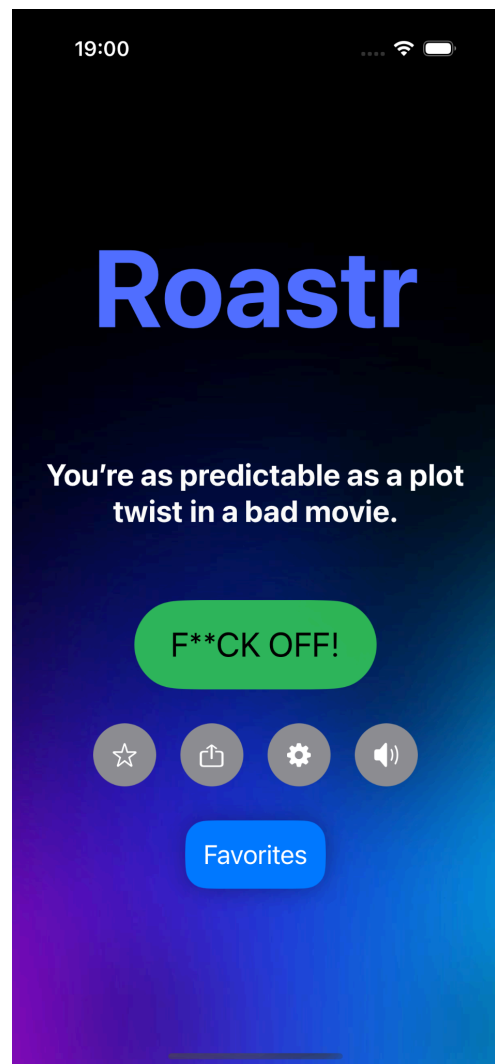 19:00
Roastr
You’re as predictable as a plot
twist in a bad movie.
F**CK OFF!
Favorites